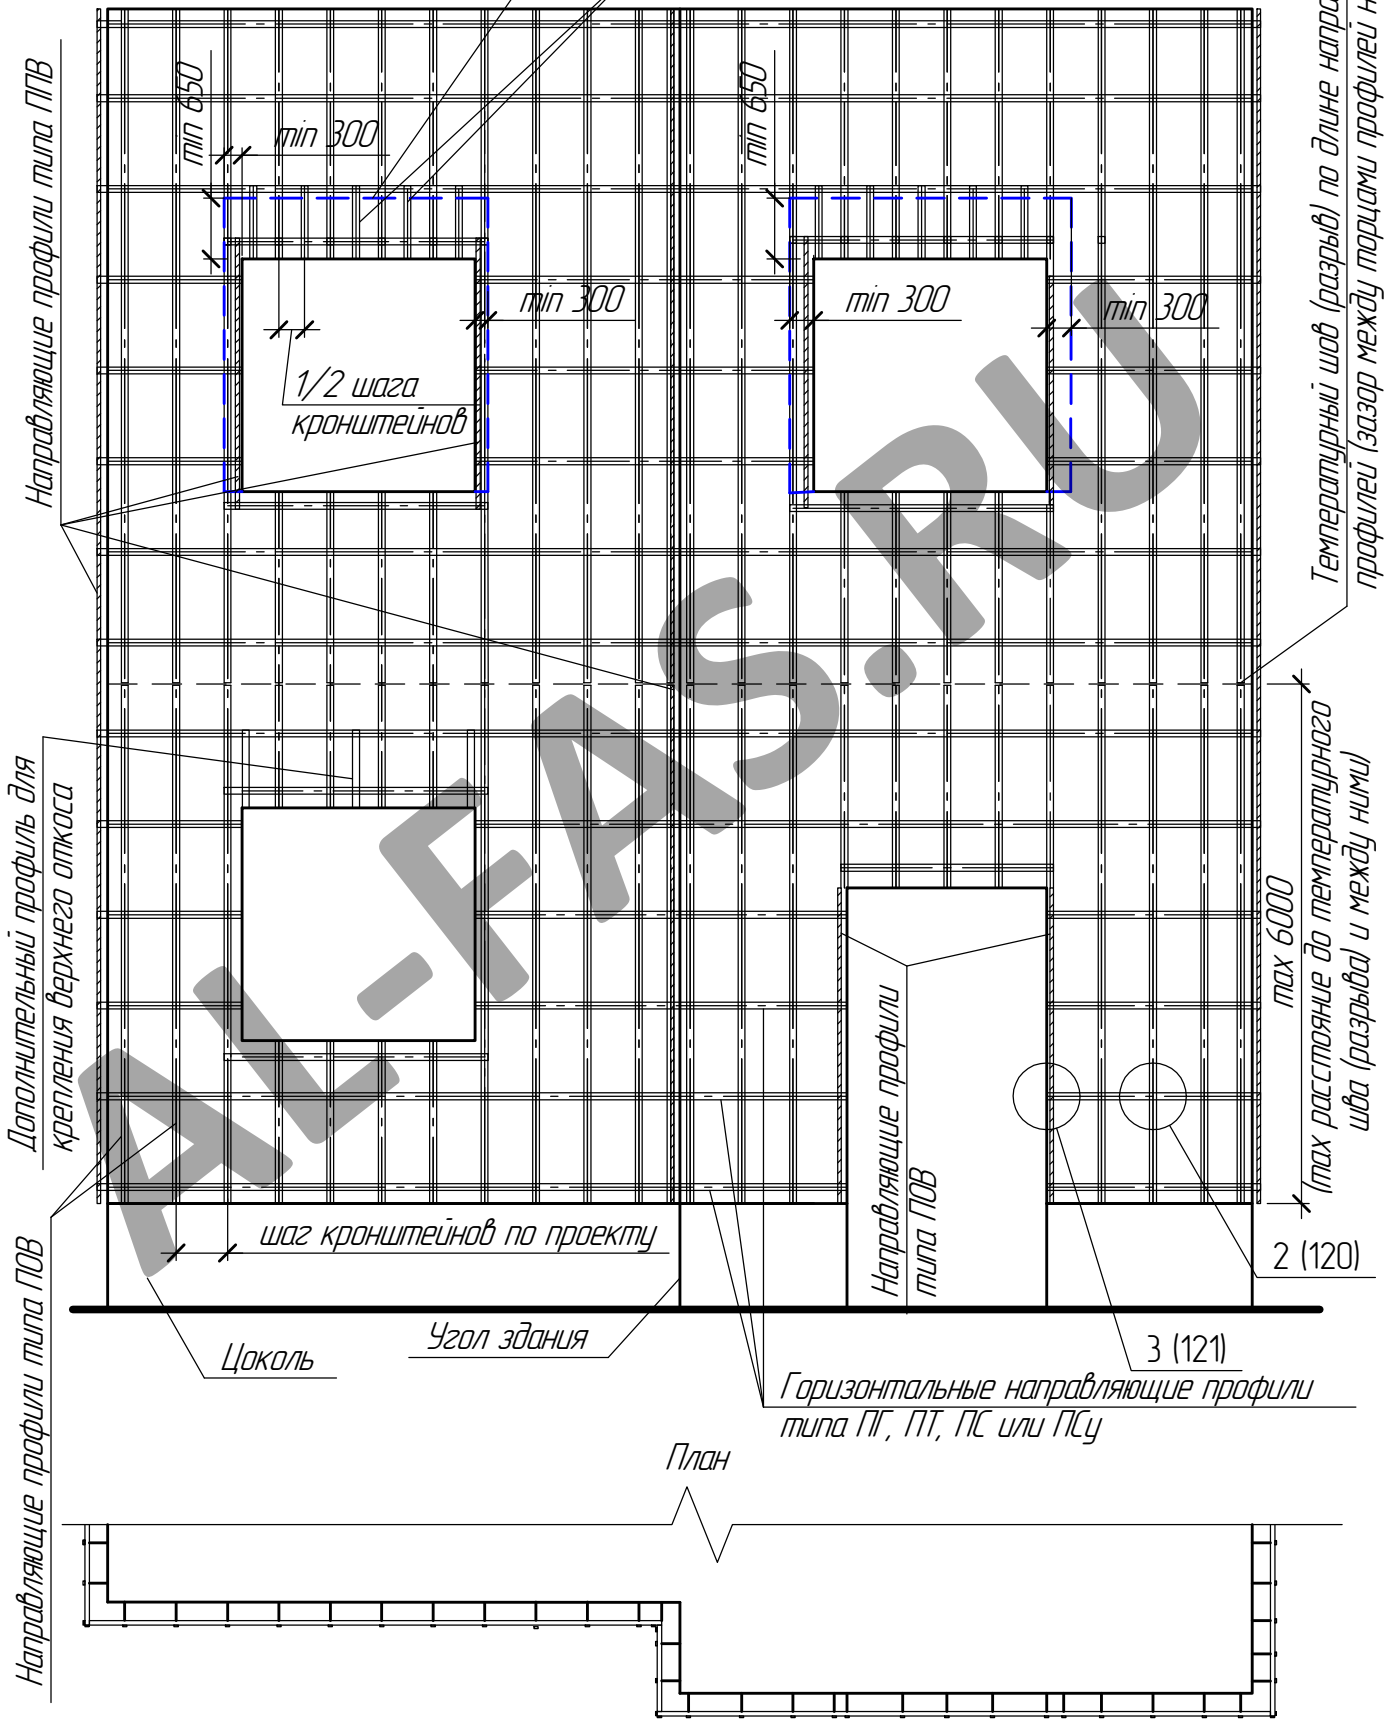 Направляющие профили типа ППВ
min 650
min 300
min 650
min 300
min 300
min 300
1/2 шага
кронштейнов
Температурный шов (разрыв) по длине
профилей (зазор между торцами профилей
Дополнительный профиль для
крепления верхнего откоса
max 6000
(max расстояние до температурного
шва (разрыва) и между ними)
Направляющие профили
типа ПОВ
Направляющие профили типа ПОВ
шаг кронштейнов по проекту
2 (120)
Угол здания
Цоколь
3 (121)
Горизонтальные направляющие профили
типа ПГ, ПТ, ПС или ПСу
План
AL-FAS.RU